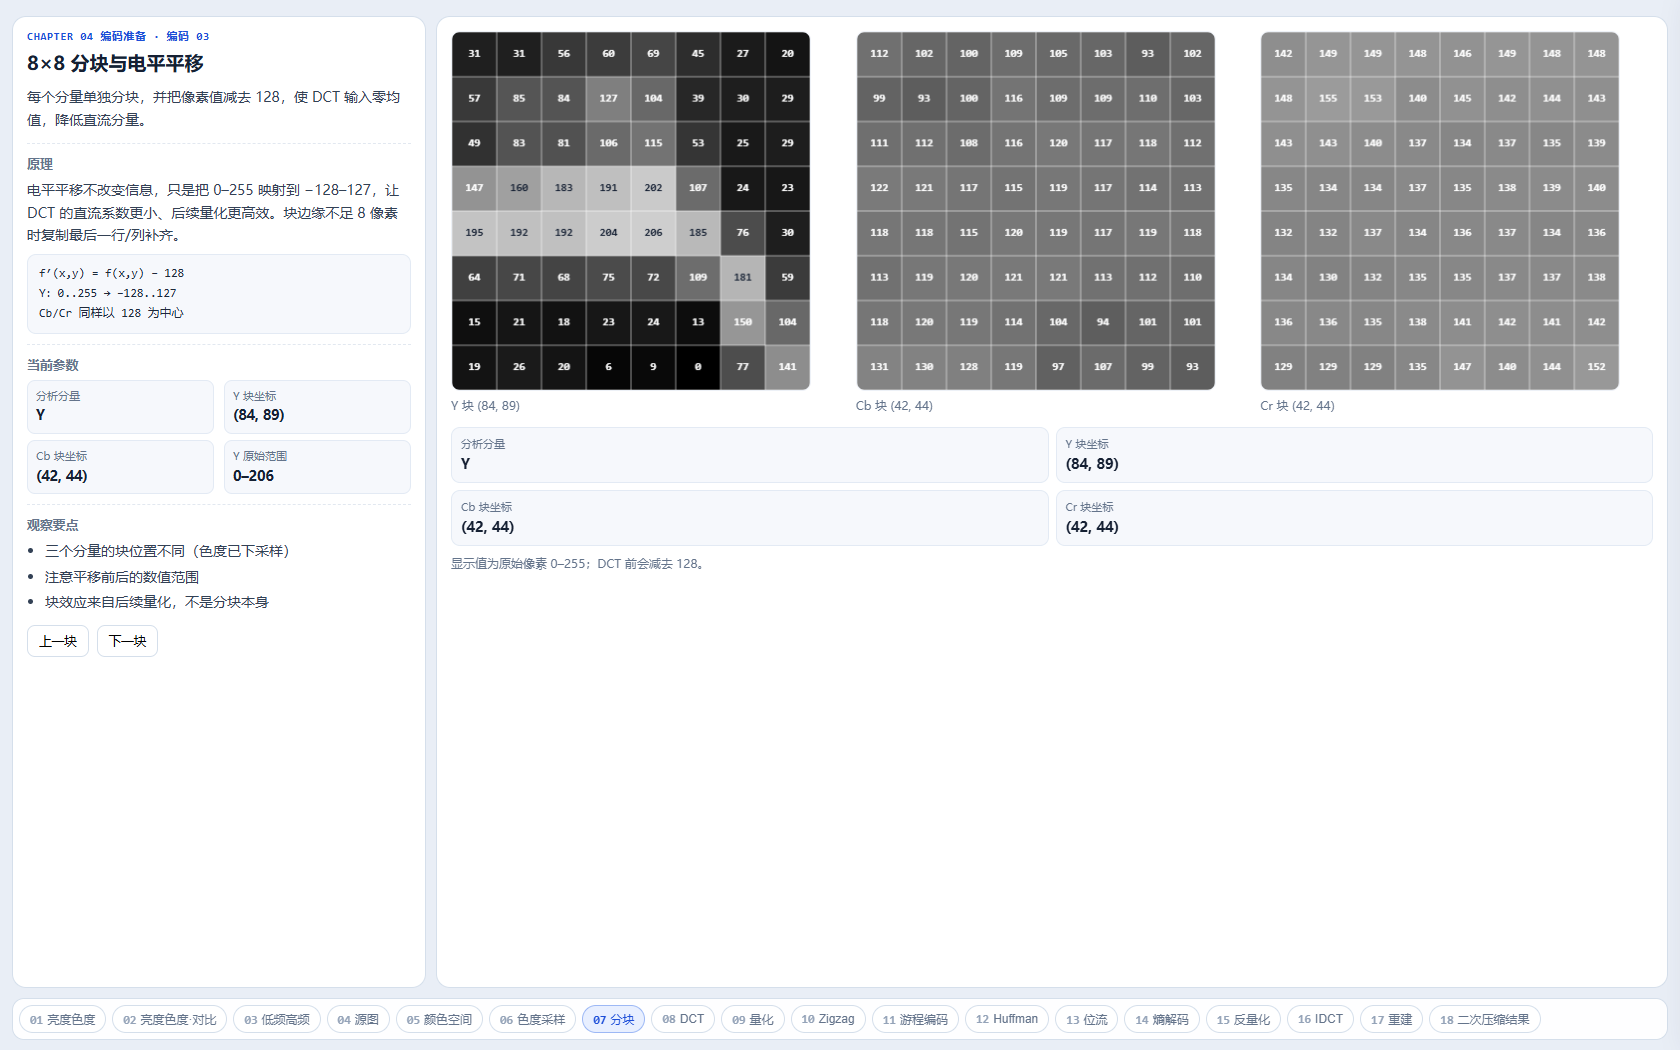 CHAPTER 04 编码准备 · 编码 03
8×8 分块与电平平移
每个分量单独分块，并把像素值减去 128，使 DCT 输入零均
值，降低直流分量。
原理
电平平移不改变信息，只是把 0–255 映射到 −128–127，让
DCT 的直流系数更小、后续量化更高效。块边缘不足 8 像素
时复制最后一行/列补齐。
f′(x,y) = f(x,y) − 128
Y: 0..255 → −128..127
Cb/Cr 同样以 128 为中心
当前参数
分析分量
Y
Y 块坐标
(84, 89)
Cb 块坐标
(42, 44)
Y 原始范围
0–206
观察要点
• 三个分量的块位置不同（色度已下采样）
• 注意平移前后的数值范围
• 块效应来自后续量化，不是分块本身
上一块 下一块
31 31 56 60 69 45 27 20
57 85 84 127 104 39 30 29
49 83 81 106 115 53 25 29
147 160 183 191 202 107 24 23
195 192 192 204 206 185 76 30
64 71 68 75 72 109 181 59
15 21 18 23 24 13 150 104
19 26 20 6 9 0 77 141
Y 块 (84, 89)
112 102 100 109 105 103 93 102
99 93 100 116 109 109 110 103
111 112 108 116 120 117 118 112
122 121 117 115 119 117 114 113
118 118 115 120 119 117 119 118
113 119 120 121 121 113 112 110
118 120 119 114 104 94 101 101
131 130 128 119 97 107 99 93
Cb 块 (42, 44)
142 149 149 148 146 149 148 148
148 155 153 140 145 142 144 143
143 143 140 137 134 137 135 139
135 134 134 137 135 138 139 140
132 132 137 134 136 137 134 136
134 130 132 135 135 137 137 138
136 136 135 138 141 142 141 142
129 129 129 135 147 140 144 152
Cr 块 (42, 44)
分析分量
Y
Y 块坐标
(84, 89)
Cb 块坐标
(42, 44)
Cr 块坐标
(42, 44)
显示值为原始像素 0–255；DCT 前会减去 128。
01 亮度色度 02 亮度色度·对比 03 低频高频 04 源图 05 颜色空间 06 色度采样 07 分块 08 DCT 09 量化 10 Zigzag 11 游程编码 12 Huffman 13 位流 14 熵解码 15 反量化 16 IDCT 17 重建 18 二次压缩结果